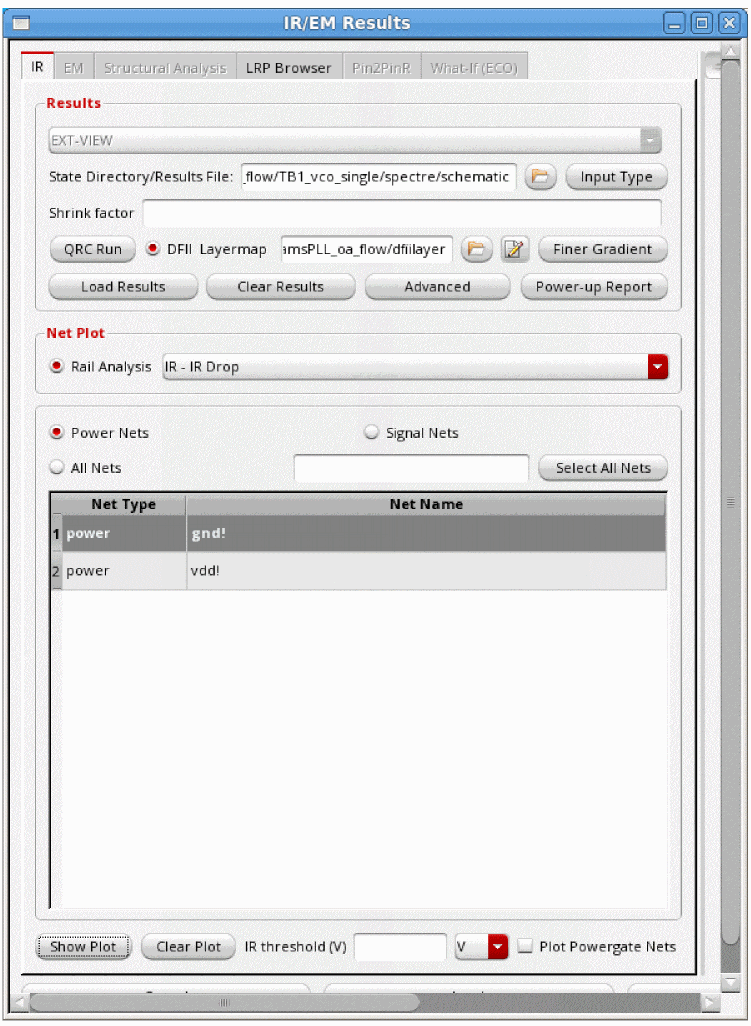 IR/EM Results
IR EM Structural Analysis LRP Browser Pin2PinR What-If (ECO)
Results
EXT-VIEW
State Directory/Results File: _flow/TB1_vco_single/spectre/schematic Input Type
Shrink factor
QRC Run DFII Layermap amsPLL_oa_flow/dfiilayer Finer Gradient
Load Results Clear Results Advanced Power-up Report
Net Plot
Rail Analysis IR - IR Drop
Power Nets Signal Nets
All Nets Select All Nets
Net Type Net Name
1 power gnd!
2 power vdd!
Show Plot Clear Plot IR threshold (V) V Plot Powergate Nets